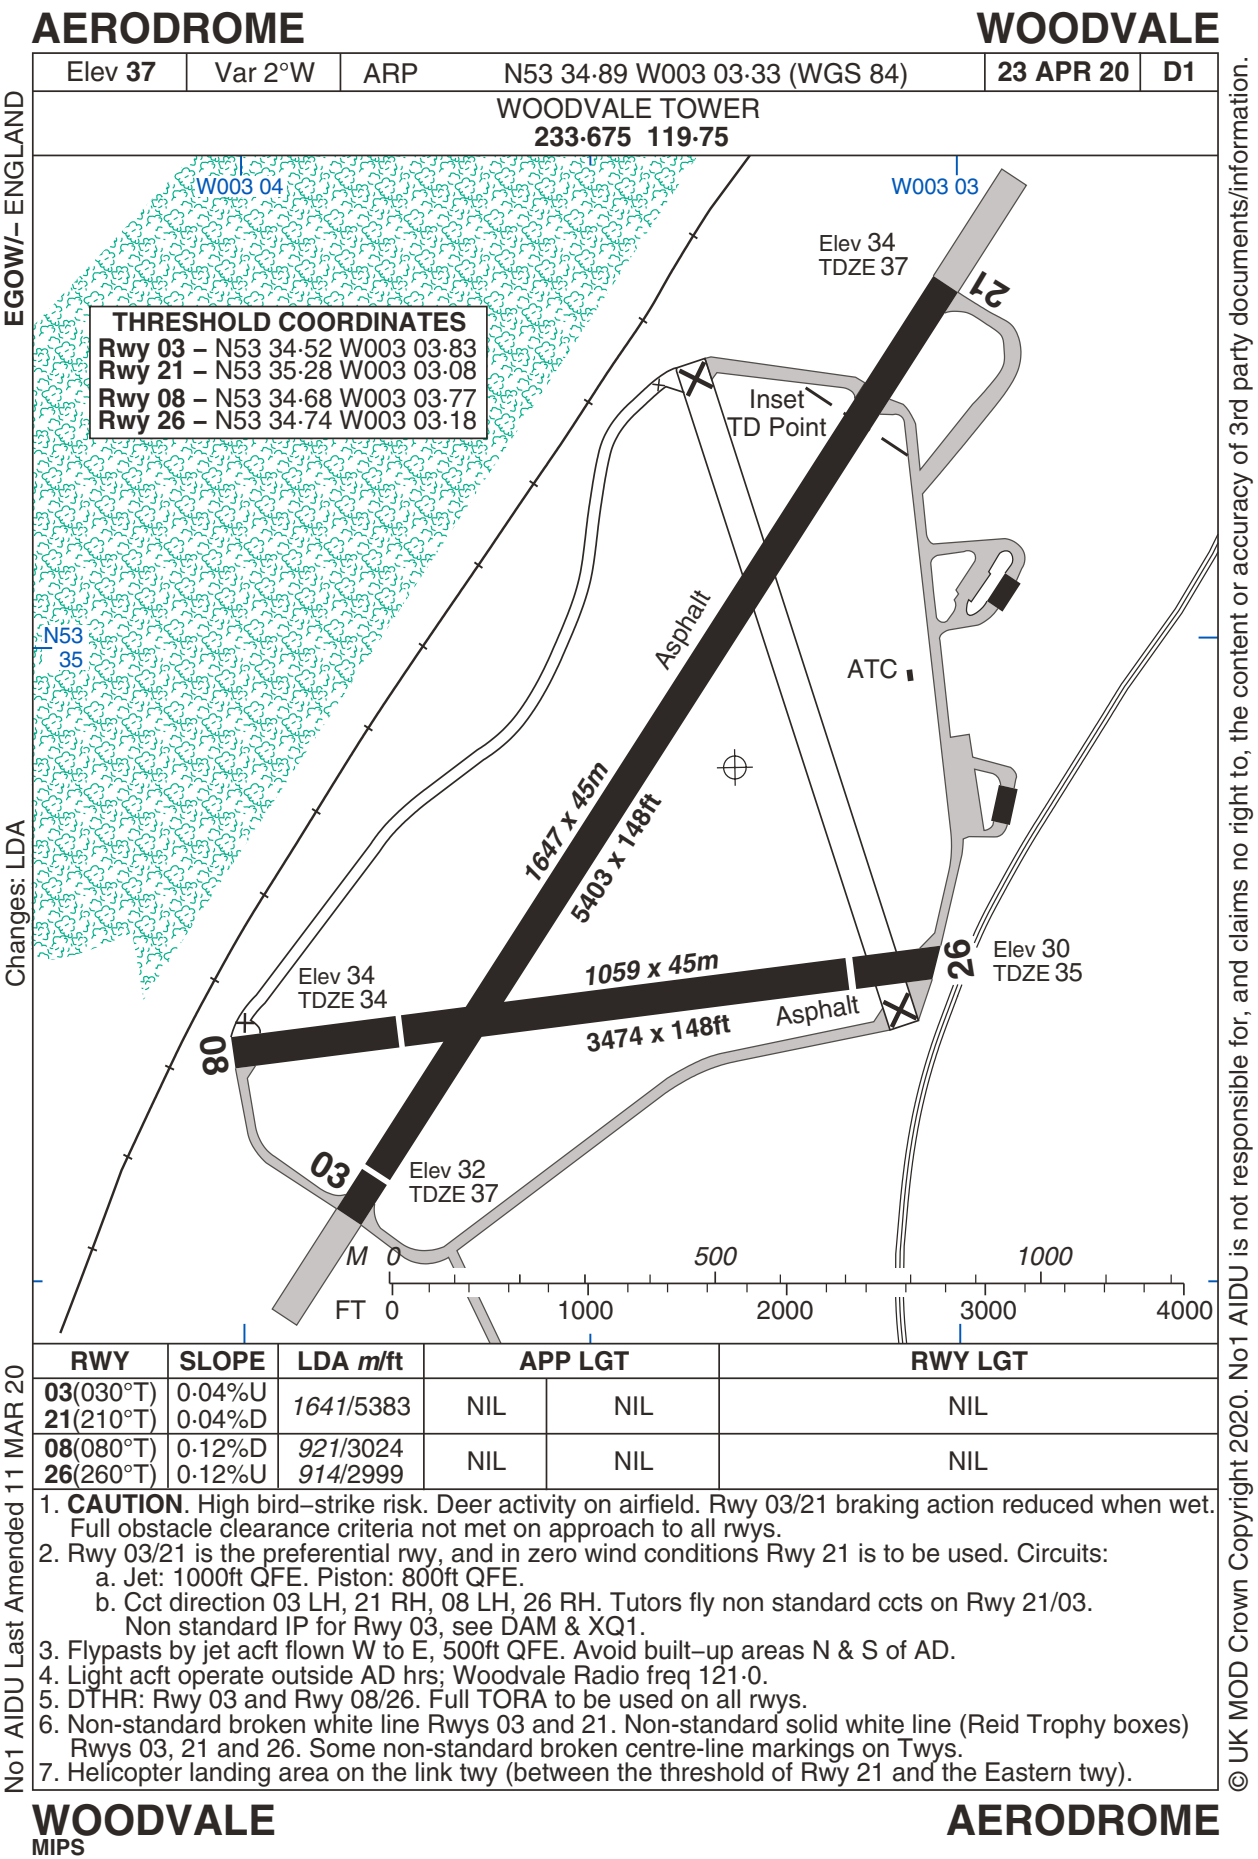 AERODROME WOODVALE
Elev 37 Var 2°W ARP N53 34·89 W003 03·33 (WGS 84) 23 APR 20 D1
WOODVALE TOWER
233·675 119·75
EGOW/– ENGLAND
Changes: LDA
No1 AIDU Last Amended 11 MAR 20
W003 04
W003 03
Elev 34
TDZE 37
21
THRESHOLD COORDINATES
Rwy 03 – N53 34·52 W003 03·83
Rwy 21 – N53 35·28 W003 03·08
Rwy 08 – N53 34·68 W003 03·77
Rwy 26 – N53 34·74 W003 03·18
Inset
TD Point
Asphalt
N53
35
ATC
1647 x 45m
5403 x 148ft
26
Elev 30
TDZE 35
1059 x 45m
Elev 34
TDZE 34
Asphalt
3474 x 148ft
08
03
Elev 32
TDZE 37
M 0 500 1000
FT 0 1000 2000 3000 4000
RWY SLOPE LDA m/ft APP LGT RWY LGT
03(030°T) 0·04%U 1641/5383 NIL NIL NIL
21(210°T) 0·04%D
08(080°T) 0·12%D 921/3024 NIL NIL NIL
26(260°T) 0·12%U 914/2999
1. CAUTION. High bird–strike risk. Deer activity on airfield. Rwy 03/21 braking action reduced when wet.
Full obstacle clearance criteria not met on approach to all rwys.
2. Rwy 03/21 is the preferential rwy, and in zero wind conditions Rwy 21 is to be used. Circuits:
a. Jet: 1000ft QFE. Piston: 800ft QFE.
b. Cct direction 03 LH, 21 RH, 08 LH, 26 RH. Tutors fly non standard ccts on Rwy 21/03.
Non standard IP for Rwy 03, see DAM & XQ1.
3. Flypasts by jet acft flown W to E, 500ft QFE. Avoid built–up areas N & S of AD.
4. Light acft operate outside AD hrs; Woodvale Radio freq 121·0.
5. DTHR: Rwy 03 and Rwy 08/26. Full TORA to be used on all rwys.
6. Non-standard broken white line Rwys 03 and 21. Non-standard solid white line (Reid Trophy boxes)
Rwys 03, 21 and 26. Some non-standard broken centre-line markings on Twys.
7. Helicopter landing area on the link twy (between the threshold of Rwy 21 and the Eastern twy).
© UK MOD Crown Copyright 2020. No1 AIDU is not responsible for, and claims no right to, the content or accuracy of 3rd party documents/information.
WOODVALE AERODROME
MIPS